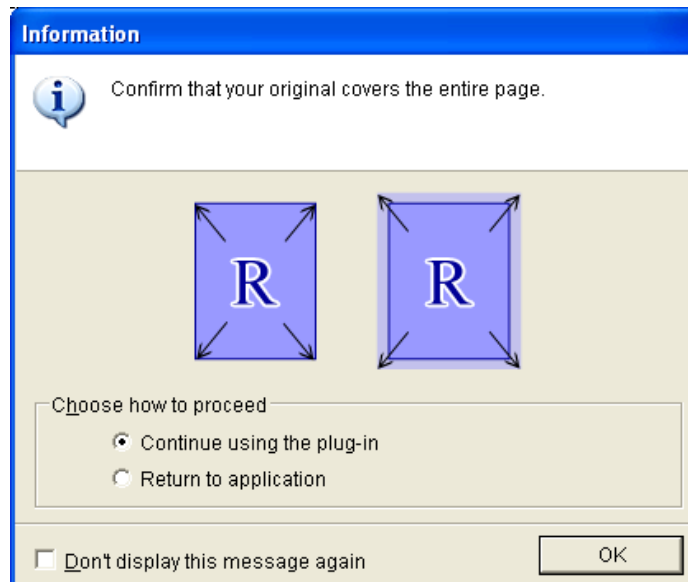 Information
Confirm that your original covers the entire page.
R R
Choose how to proceed
Continue using the plug-in
Return to application
Don't display this message again
OK